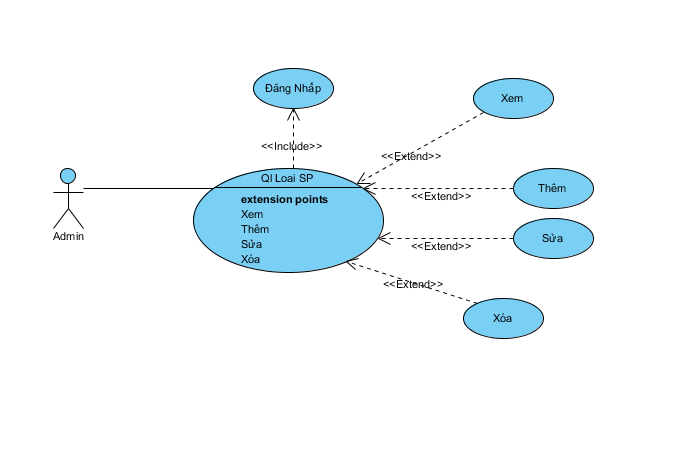 Đăng Nhấp
Xem
<<Include>>
<<Extend>>
Ql Loai SP
extension points
Xem
Thêm
Sửa
Xóa
Thêm
<<Extend>>
Admin
Sửa
<<Extend>>
<<Extend>>
Xóa